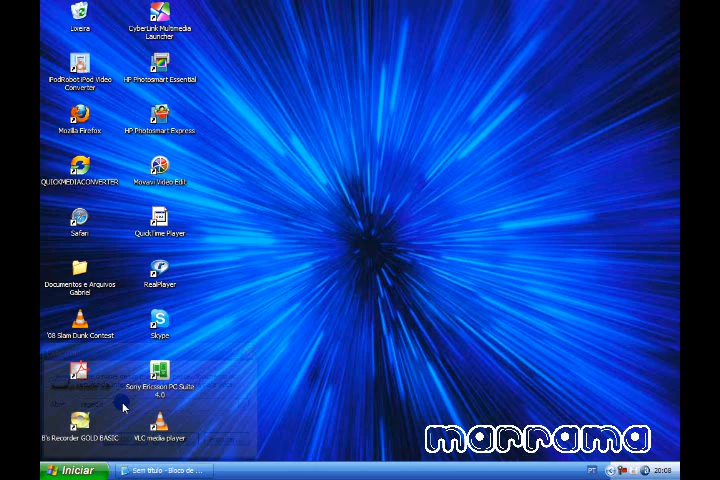 Lixeira
CyberLink Multimedia
Launcher
iPodRobot iPod Video
Converter
HP Photosmart Essential
Mozilla Firefox
HP Photosmart Express
QUICKMEDIACONVERTER
Movavi Video Edit
Safari
QuickTime Player
Documentos e Arquivos
Gabriel
RealPlayer
'08 Slam Dunk Contest
Skype
Sony Ericsson PC Suite
4.0
B's Recorder GOLD BASIC
VLC media player
marrama
Iniciar
Sem título - Bloco de ...
PT
20:08